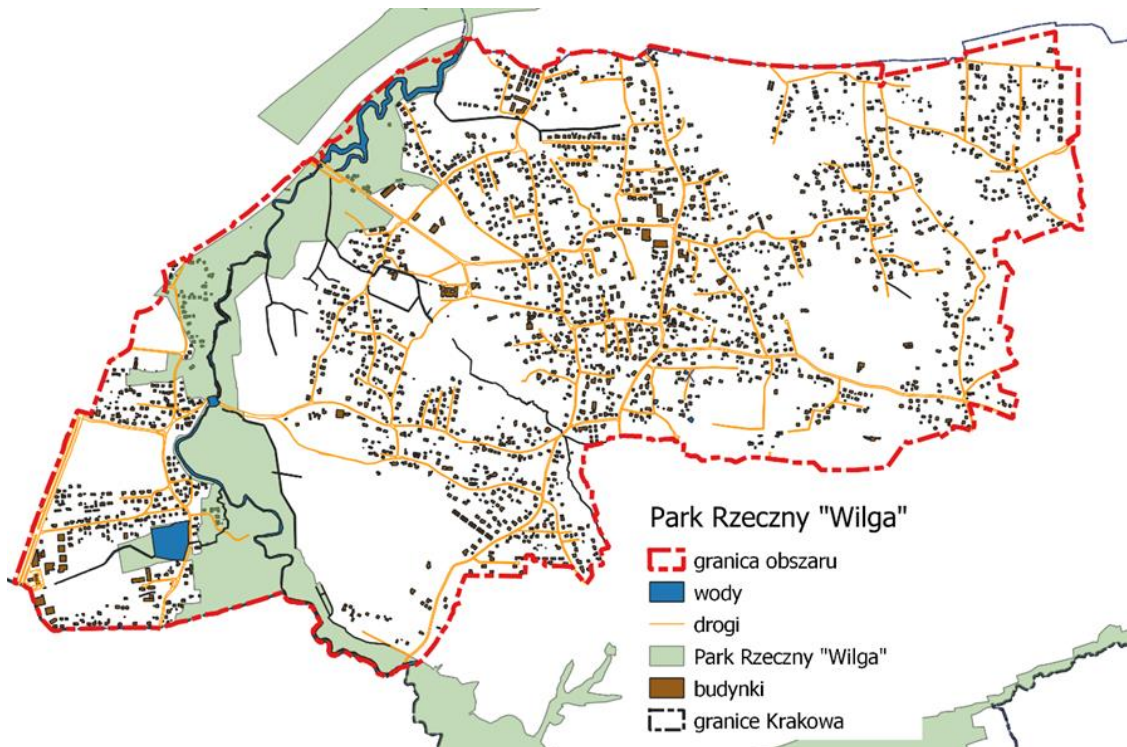 Park Rzeczny "Wilga"
granica obszaru
wody
drogi
Park Rzeczny "Wilga"
budynki
granice Krakowa